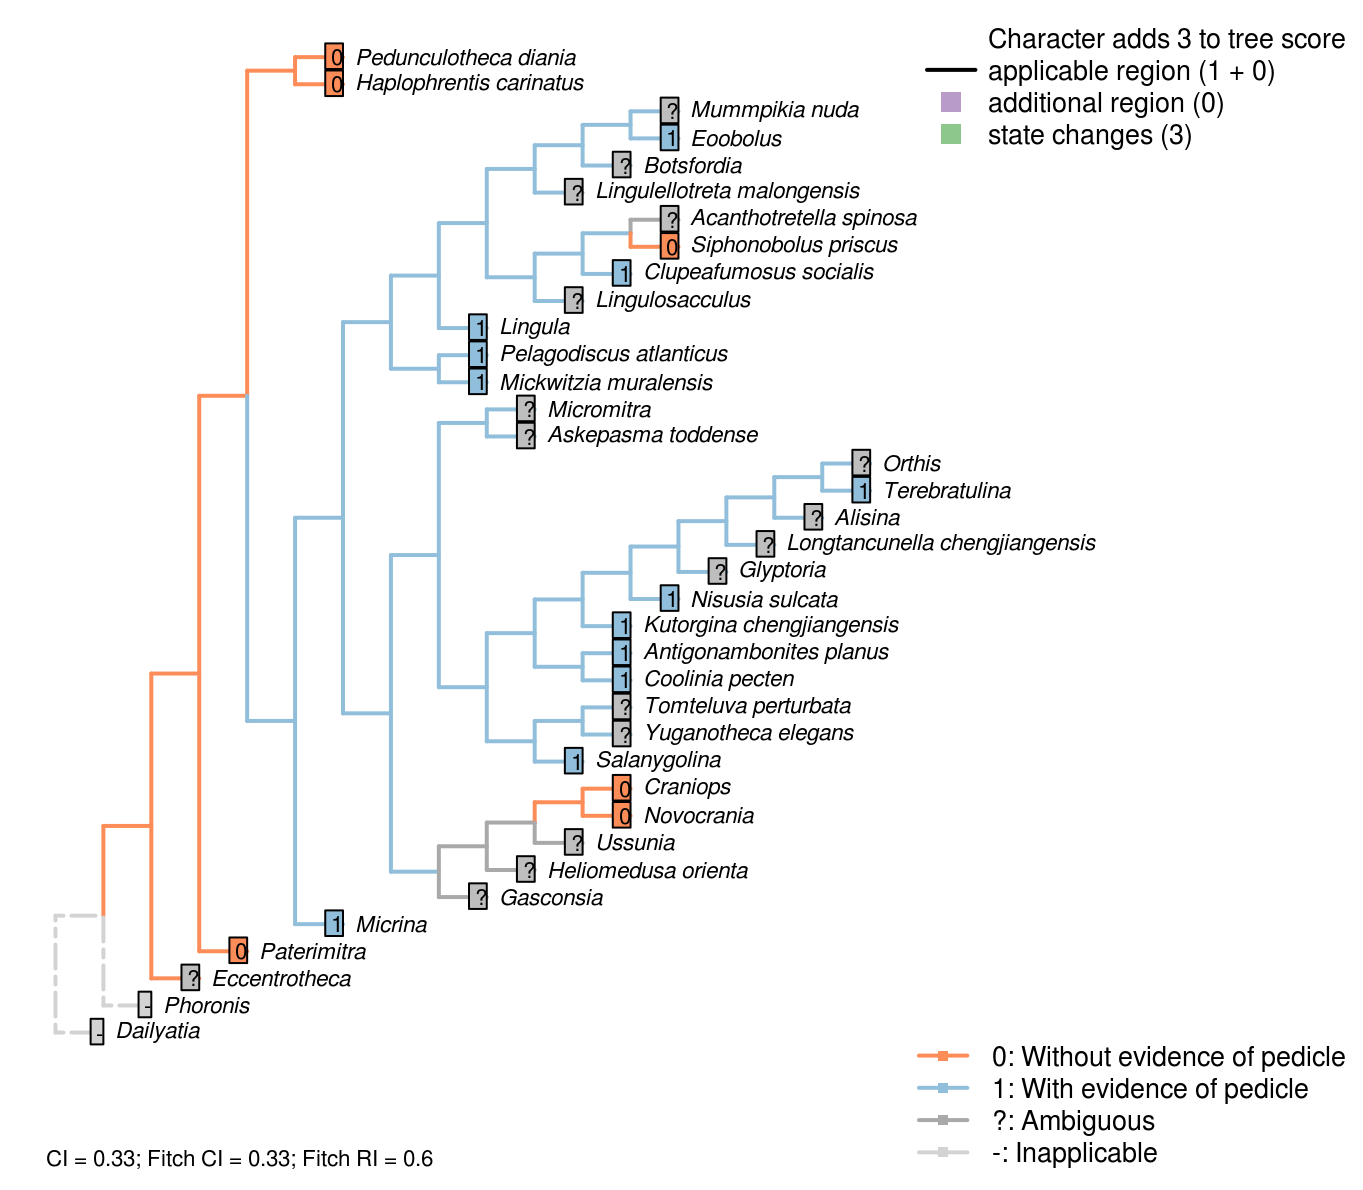 Character adds 3 to tree score
applicable region (1 + 0)
additional region (0)
state changes (3)
0 Pedunculotheca diania
0 Haplophrentis carinatus
? Mummpikia nuda
1 Eoobolus
? Botsfordia
? Lingulellotreta malongensis
? Acanthotretella spinosa
0 Siphonobolus priscus
1 Clupeafumosus socialis
? Lingulosacculus
1 Lingula
1 Pelagodiscus atlanticus
1 Mickwitzia muralensis
? Micromitra
? Askepasma toddense
? Orthis
1 Terebratulina
? Alisina
? Longtancunella chengjiangensis
? Glyptoria
1 Nisusia sulcata
1 Kutorgina chengjiangensis
1 Antigonambonites planus
1 Coolinia pecten
? Tomteluva perturbata
? Yuganotheca elegans
1 Salanygolina
0 Craniops
0 Novocrania
? Ussunia
? Heliomedusa orienta
? Gasconsia
1 Micrina
0 Paterimitra
? Eccentrotheca
- Phoronis
- Dailyatia
0: Without evidence of pedicle
1: With evidence of pedicle
?: Ambiguous
-: Inapplicable
CI = 0.33; Fitch CI = 0.33; Fitch RI = 0.6